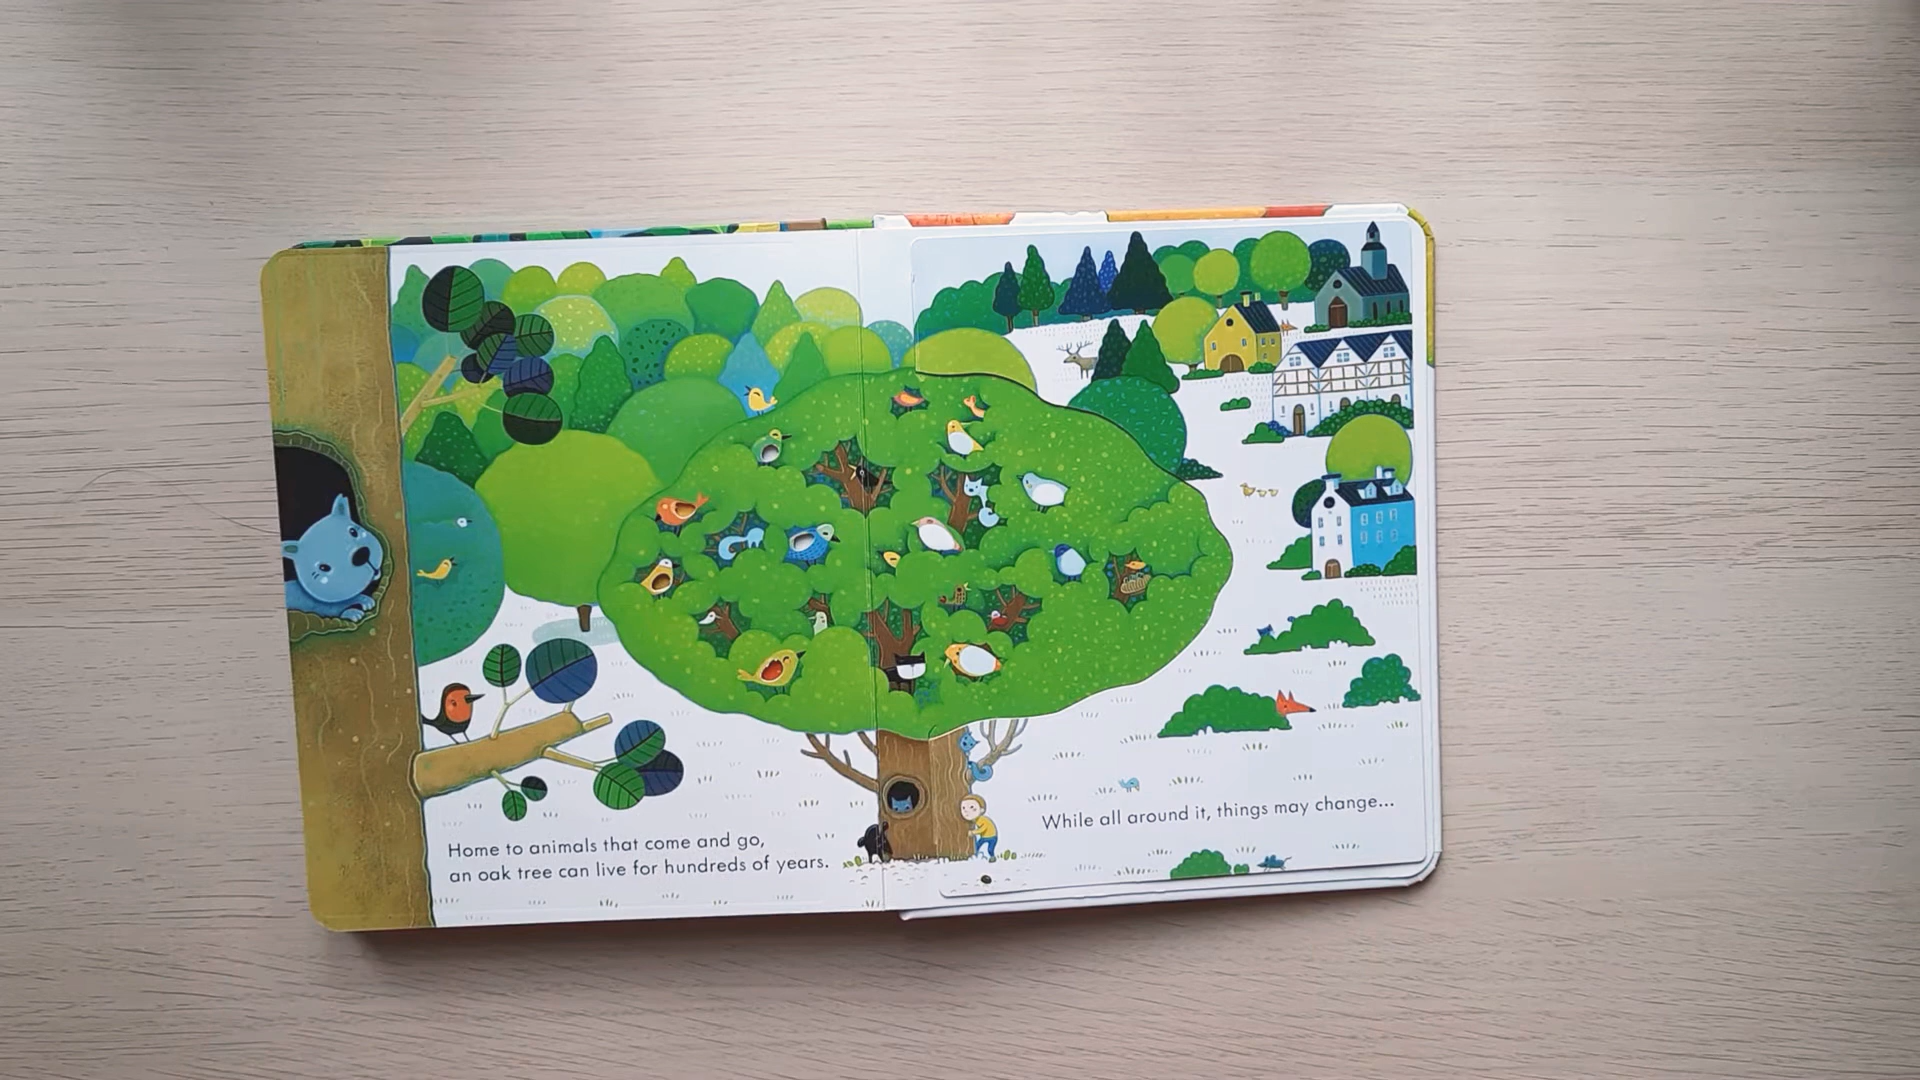 Home to animals that come and go,
an oak tree can live for hundreds of years.
While all around it, things may change...